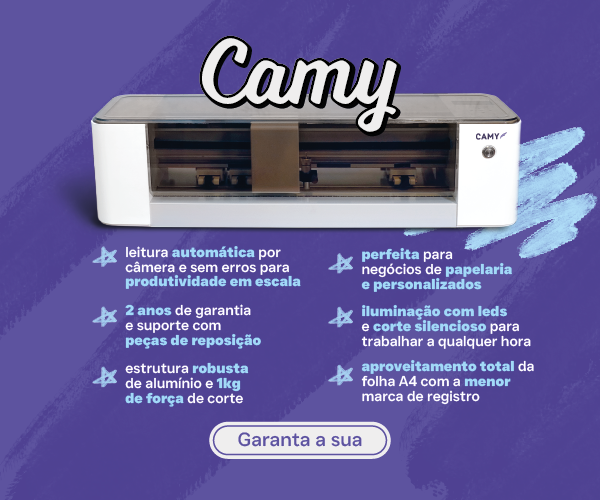 Camy
CAMY
leitura automática por
câmera e sem erros para
produtividade em escala
2 anos de garantia
e suporte com
peças de reposição
estrutura robusta
de alumínio e 1kg
de força de corte
perfeita para
negócios de papelaria
e personalizados
iluminação com leds
e corte silencioso para
trabalhar a qualquer hora
aproveitamento total da
folha A4 com a menor
marca de registro
Garanta a sua